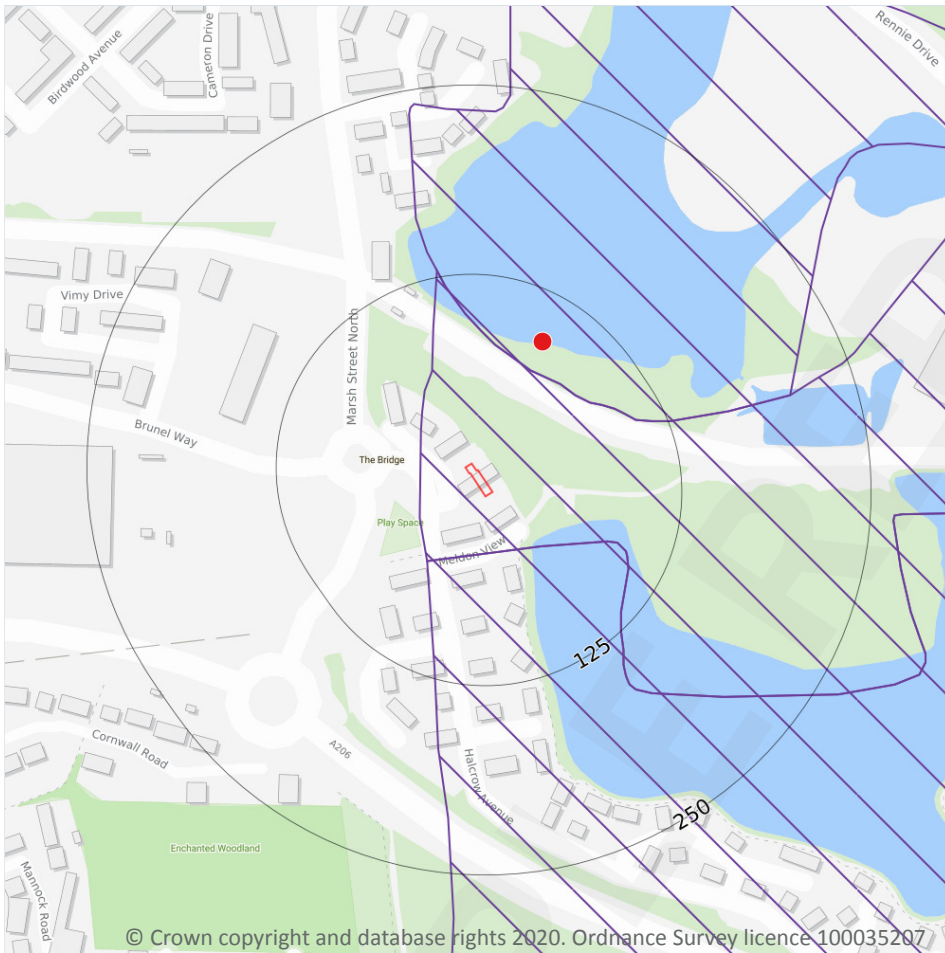 Birdwood Avenue
Cameron Drive
Rennie Drive
Vimy Drive
Marsh Street North
Brunel Way
The Bridge
Play Space
Meldon View
125
Cornwall Road
A206
Halcrow Avenue
250
Enchanted Woodland
Mannock Road
© Crown copyright and database rights 2020. Ordnance Survey licence 100035207